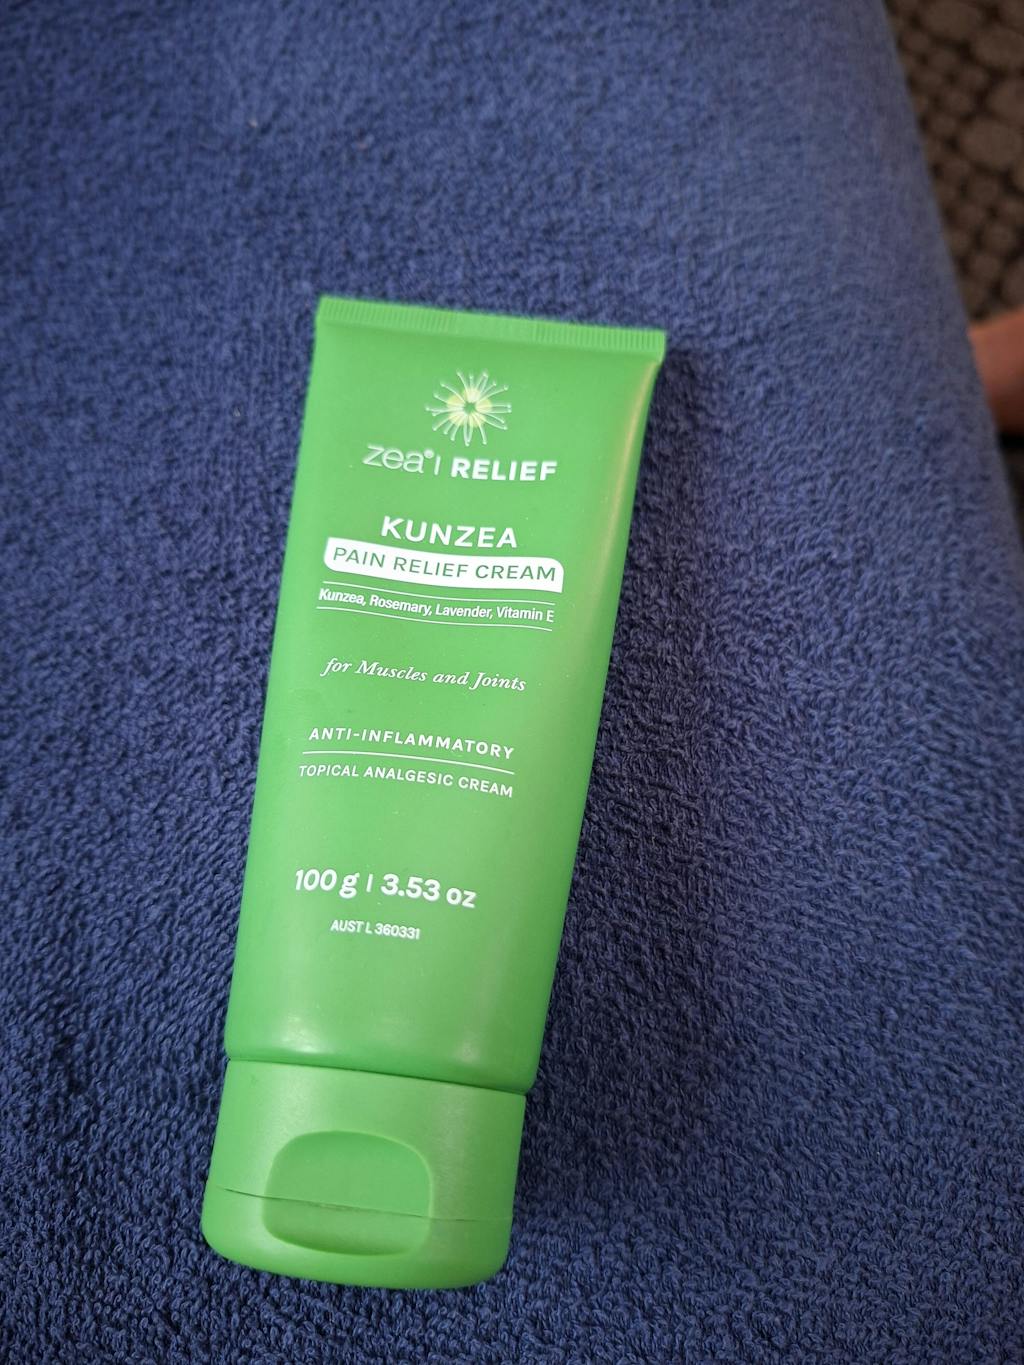 zea® | RELIEF
KUNZEA
PAIN RELIEF CREAM
Kunzea, Rosemary, Lavender, Vitamin E
for Muscles and Joints
ANTI-INFLAMMATORY
TOPICAL ANALGESIC CREAM
100 g | 3.53 oz
AUST L 360331